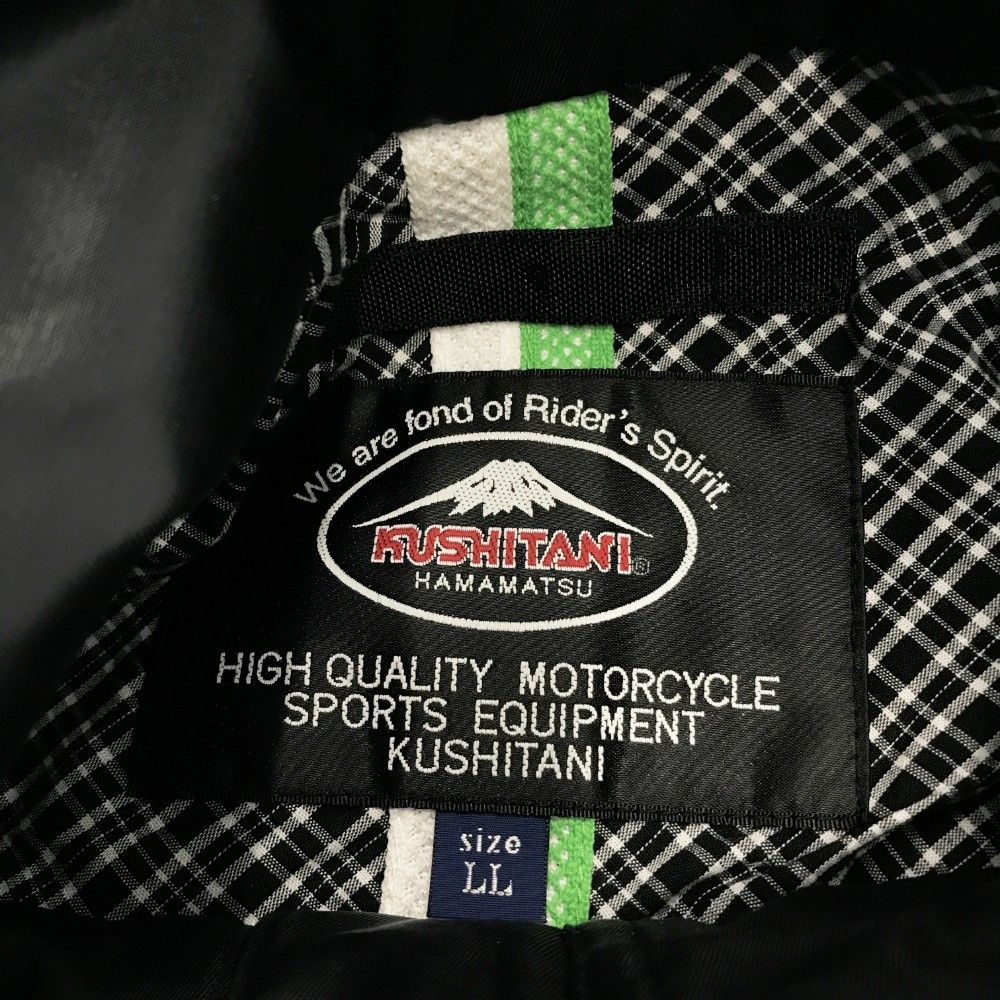 We are fond of Rider's Spirit.
KUSHITANI®
HAMAMATSU
HIGH QUALITY MOTORCYCLE
SPORTS EQUIPMENT
KUSHITANI
size
LL